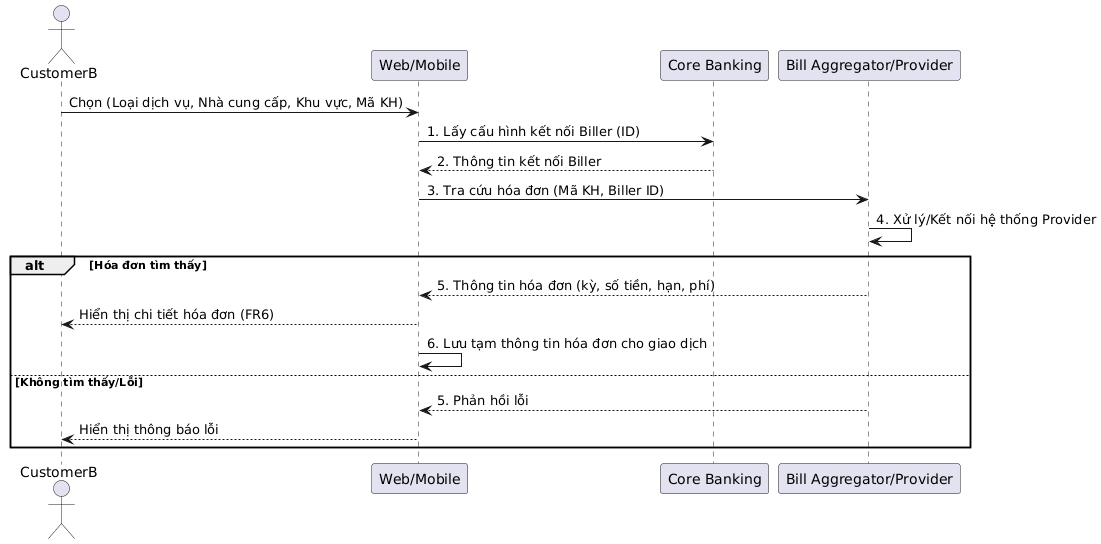 CustomerB
Web/Mobile
Core Banking
Bill Aggregator/Provider
Chọn (Loại dịch vụ, Nhà cung cấp, Khu vực, Mã KH)
1. Lấy cấu hình kết nối Biller (ID)
2. Thông tin kết nối Biller
3. Tra cứu hóa đơn (Mã KH, Biller ID)
4. Xử lý/Kết nối hệ thống Provider
alt
[Hóa đơn tìm thấy]
5. Thông tin hóa đơn (kỳ, số tiền, hạn, phí)
Hiển thị chi tiết hóa đơn (FR6)
6. Lưu tạm thông tin hóa đơn cho giao dịch
[Không tìm thấy/Lỗi]
5. Phản hồi lỗi
Hiển thị thông báo lỗi
CustomerB
Web/Mobile
Core Banking
Bill Aggregator/Provider